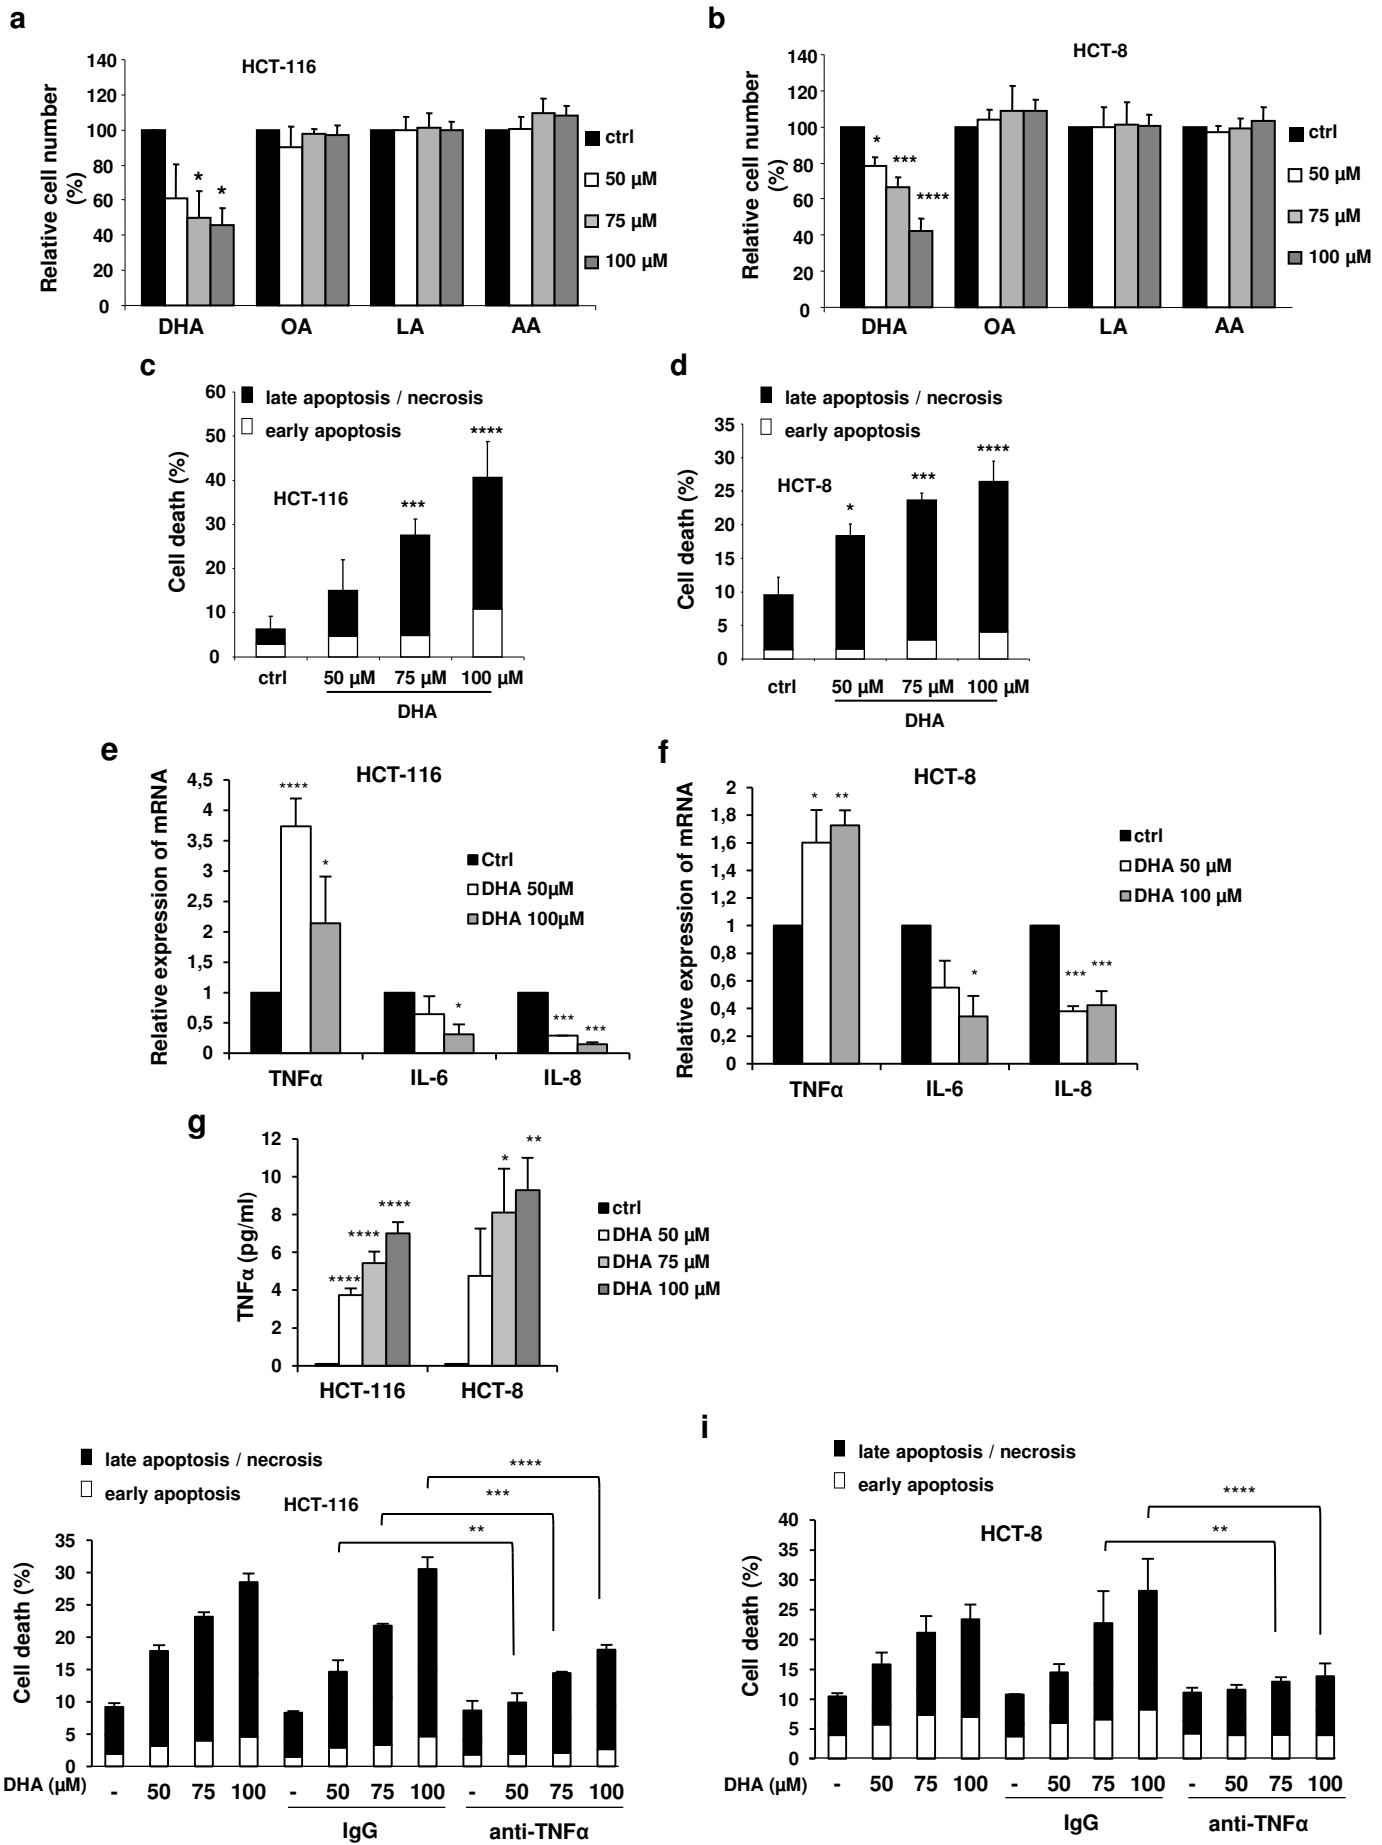 a
HCT-116
Relative cell number
(%)
140
120
100
80
60
40
20
0
* *
DHA OA LA AA
ctrl
50 µM
75 µM
100 µM
b
HCT-8
Relative cell number
(%)
140
120
100
80
60
40
20
0
* *** ****
DHA OA LA AA
ctrl
50 µM
75 µM
100 µM
c
late apoptosis / necrosis
early apoptosis
HCT-116
Cell death (%)
60
50
40
30
20
10
0
*** ****
ctrl 50 µM 75 µM 100 µM
DHA
d
late apoptosis / necrosis
early apoptosis
HCT-8
Cell death (%)
35
30
25
20
15
10
5
0
* *** ****
ctrl 50 µM 75 µM 100 µM
DHA
e
HCT-116
Relative expression of mRNA
4,5
4
3,5
3
2,5
2
1,5
1
0,5
0
**** * * *** ***
TNFα IL-6 IL-8
Ctrl
DHA 50µM
DHA 100µM
f
HCT-8
Relative expression of mRNA
2
1,8
1,6
1,4
1,2
1
0,8
0,6
0,4
0,2
0
* ** * *** ***
TNFα IL-6 IL-8
ctrl
DHA 50 µM
DHA 100 µM
g
TNFα (pg/ml)
12
10
8
6
4
2
0
**** **** **** * **
HCT-116 HCT-8
ctrl
DHA 50 µM
DHA 75 µM
DHA 100 µM
late apoptosis / necrosis
early apoptosis
HCT-116
****
***
**
Cell death (%)
35
30
25
20
15
10
5
0
DHA (µM) - 50 75 100 - 50 75 100 - 50 75 100
IgG anti-TNFα
i
late apoptosis / necrosis
early apoptosis
HCT-8
****
**
Cell death (%)
40
35
30
25
20
15
10
5
0
- 50 75 100 - 50 75 100 - 50 75 100
IgG anti-TNFα